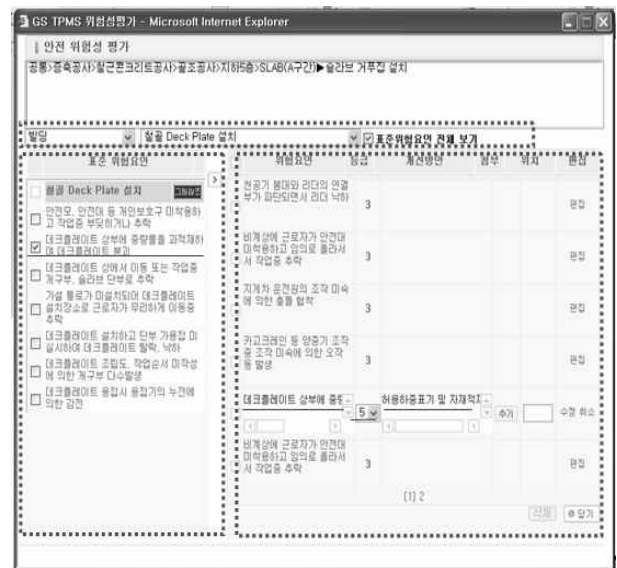 GS TPMS 위험성평가 - Microsoft Internet Explorer
안전 위험성 평가
공통>증축공사>철근콘크리트공사>골조공사>지하5층>SLAB(A구간)▶슬라브 거푸집 설치
빌딩 철골 Deck Plate 설치 표준위험요인 전체 보기
표준 위험요인
철골 Deck Plate 설치
안전모, 안전대 등 개인보호구 미착용하
고 작업중 부딪히거나 추락
데크플레이트 상부에 중량물을 과적재하
여 데크플레이트 붕괴
데크플레이트 상에서 이동 또는 작업중
개구부, 슬라브 단부로 추락
가설 통로가 미설치되어 데크플레이트
설치장소로 근로자가 무리하게 이동중
추락
데크플레이트 설치하고 단부 가용접 미
실시하여 데크플레이트 탈락, 낙하
데크플레이트 조립도, 작업순서 미작성
에 의한 개구부 다수발생
데크플레이트 용접시 용접기의 누전에
의한 감전
위험요인 등급 개선방안 첨부 위치 편집
천공기 붐대와 리더의 연결
부가 파단되면서 리더 낙하
3 편집
비계상에 근로자가 안전대
미착용하고 임의로 올라서
서 작업중 추락
3 편집
지게차 운전원의 조작 미숙
에 의한 충돌 협착
3 편집
카고크레인 등 양중기 조작
중 조작 미숙에 의한 오작
동 발생
3 편집
데크플레이트 상부에 중량 5 허용하중표기 및 자재적치 추가 수정 취소
비계상에 근로자가 안전대
미착용하고 임의로 올라서
서 작업중 추락
3 편집
[1] 2
삭제 닫기